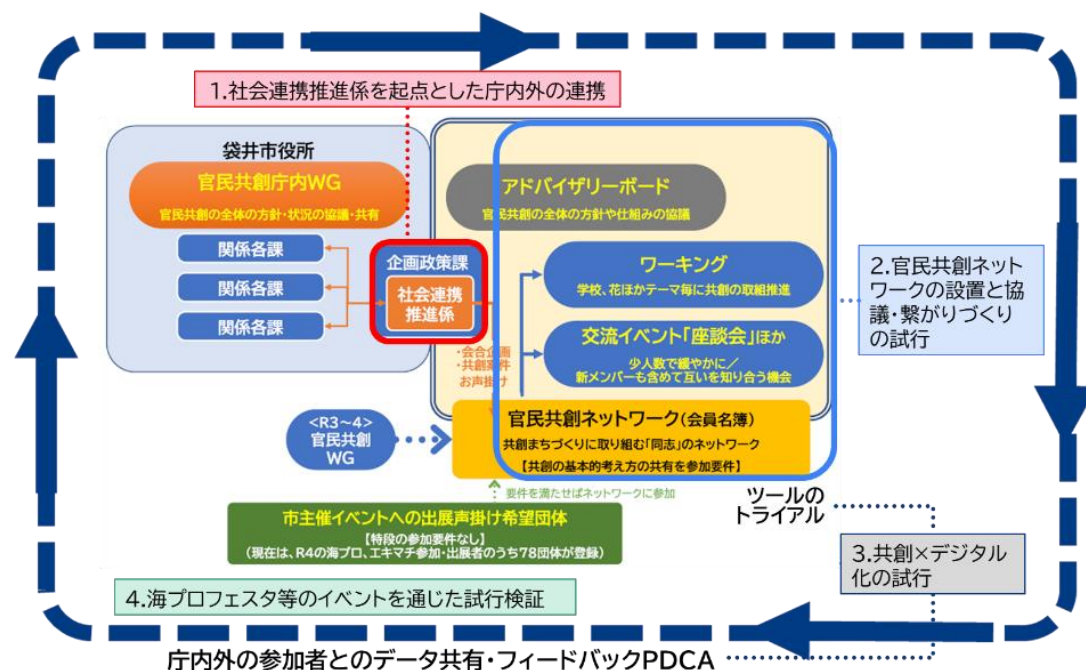 1.社会連携推進係を起点とした庁内外の連携
袋井市役所
官民共創庁内WG
官民共創の全体の方針・状況の協議・共有
関係各課
関係各課
関係各課
企画政策課
社会連携
推進係
アドバイザリーボード
官民共創の全体の方針や仕組みの協議
ワーキング
学校、花ほかテーマ毎に共創の取組推進
交流イベント「座談会」ほか
少人数で緩やかに／
新メンバーも含めて互いを知り合う機会
・会合企画
・共創案件
お声掛け
2.官民共創ネット
ワークの設置と協
議・繋がりづくり
の試行
<R3~4>
官民共創
WG
官民共創ネットワーク(会員名簿)
共創まちづくりに取り組む「同志」のネットワーク
【共創の基本的考え方の共有を参加要件】
要件を満たせばネットワークに参加
市主催イベントへの出展声掛け希望団体
【特段の参加要件なし】
(現在は、R4の海プロ、エキマチ参加・出展者のうち78団体が登録)
ツールの
トライアル
3.共創×デジタル
化の試行
4.海プロフェスタ等のイベントを通じた試行検証
庁内外の参加者とのデータ共有・フィードバックPDCA